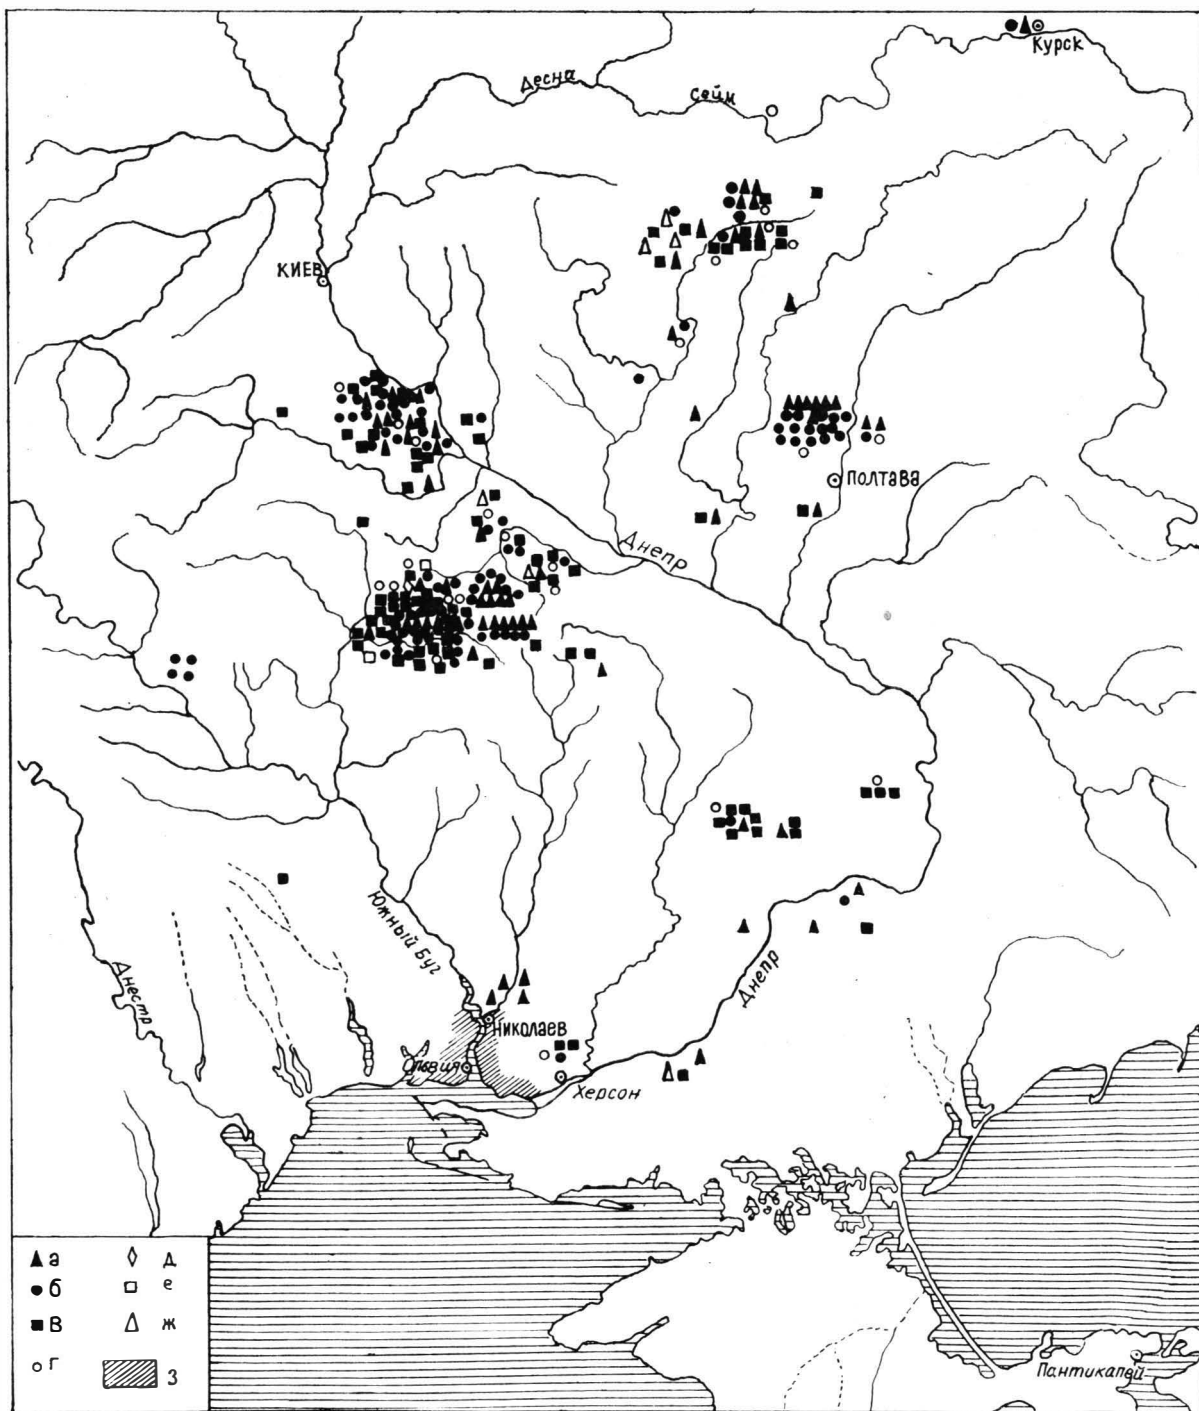 Курск
Десна
Сейм
КИЕВ
ПОЛТАВА
Днепр
Южный Буг
Днестр
Днепр
НИКОЛАЕВ
Ольвия
Херсон
Пантикапей
а
б
в
г
д
е
ж
з